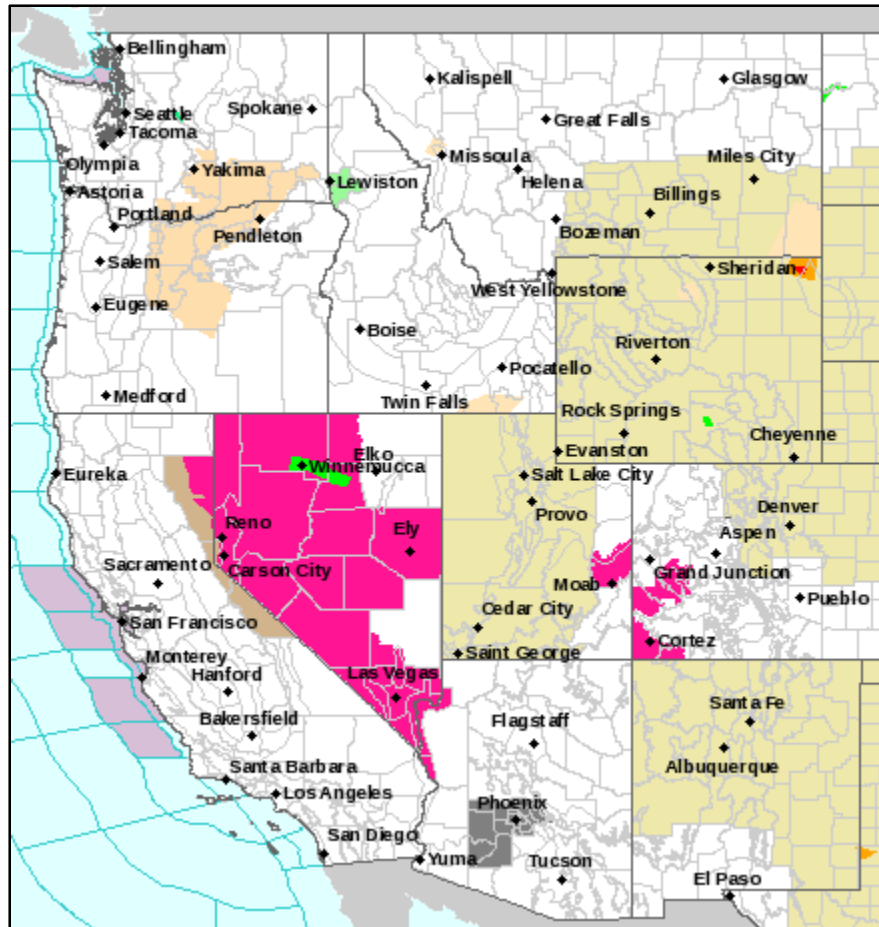 Bellingham
Kalispell
Glasgow
Spokane
Seattle
Great Falls
Tacoma
Olympia
Yakima
Missoula
Miles City
Lewiston
Helena
Astoria
Billings
Portland
Pendleton
Bozeman
Salem
Sheridan
West Yellowstone
Eugene
Boise
Riverton
Pocatello
Medford
Twin Falls
Rock Springs
Cheyenne
Elko
Evanston
Eureka
Winnemucca
Salt Lake City
Provo
Denver
Reno
Ely
Aspen
Sacramento
Carson City
Grand Junction
Moab
Pueblo
Cedar City
San Francisco
Cortez
Saint George
Monterey
Hanford
Las Vegas
Santa Fe
Bakersfield
Flagstaff
Albuquerque
Santa Barbara
Los Angeles
Phoenix
San Diego
Yuma
Tucson
El Paso